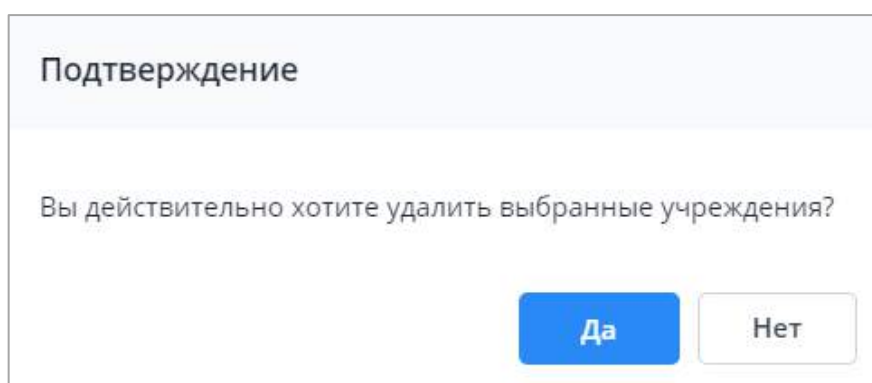 Подтверждение
Вы действительно хотите удалить выбранные учреждения?
Да Нет